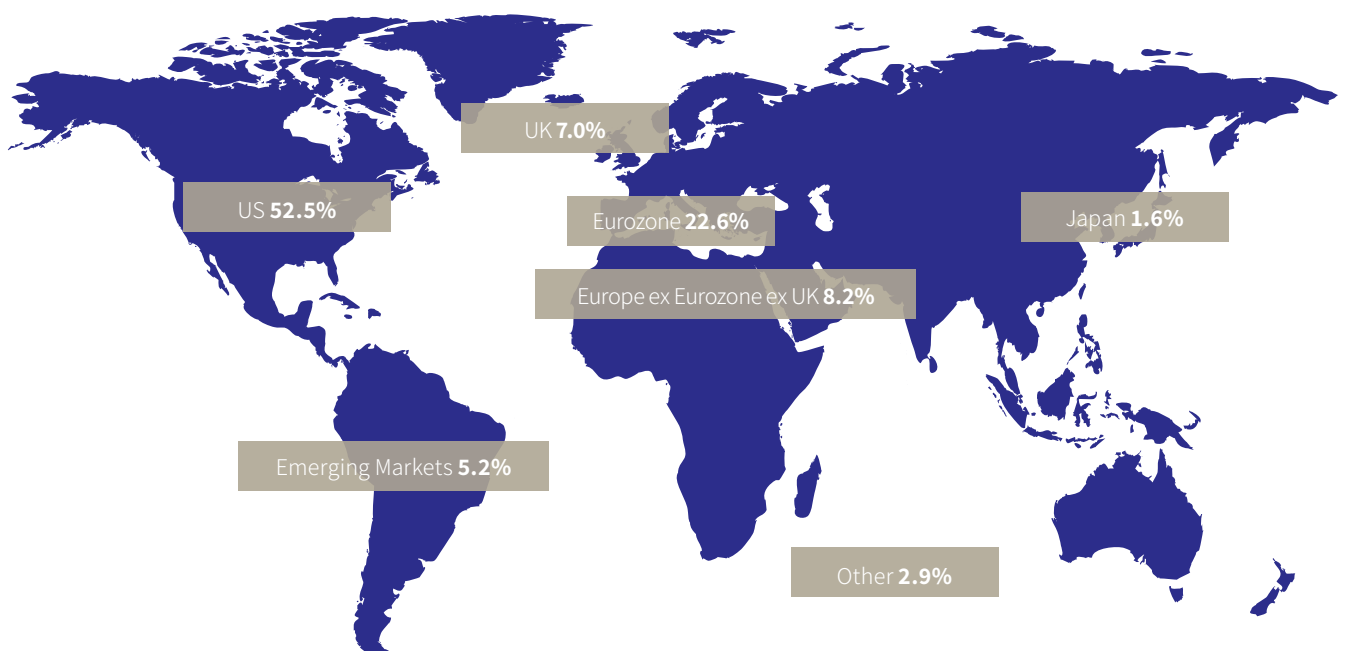 UK 7.0%
US 52.5%
Eurozone 22.6%
Japan 1.6%
Europe ex Eurozone ex UK 8.2%
Emerging Markets 5.2%
Other 2.9%